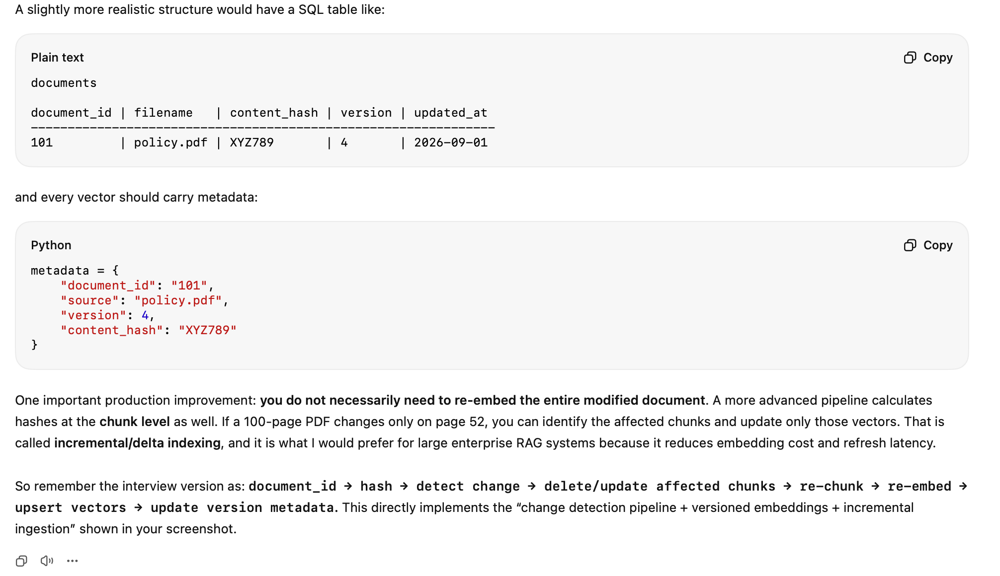 A slightly more realistic structure would have a SQL table like:
Plain text
Copy
documents
document_id | filename   | content_hash | version | updated_at
----------------------------------------------------------------
101         | policy.pdf | XYZ789       | 4       | 2026-09-01
and every vector should carry metadata:
Python
Copy
metadata = {
    "document_id": "101",
    "source": "policy.pdf",
    "version": 4,
    "content_hash": "XYZ789"
}
One important production improvement: you do not necessarily need to re-embed the entire modified document. A more advanced pipeline calculates
hashes at the chunk level as well. If a 100-page PDF changes only on page 52, you can identify the affected chunks and update only those vectors. That is
called incremental/delta indexing, and it is what I would prefer for large enterprise RAG systems because it reduces embedding cost and refresh latency.
So remember the interview version as: document_id → hash → detect change → delete/update affected chunks → re-chunk → re-embed →
upsert vectors → update version metadata. This directly implements the “change detection pipeline + versioned embeddings + incremental
ingestion” shown in your screenshot.